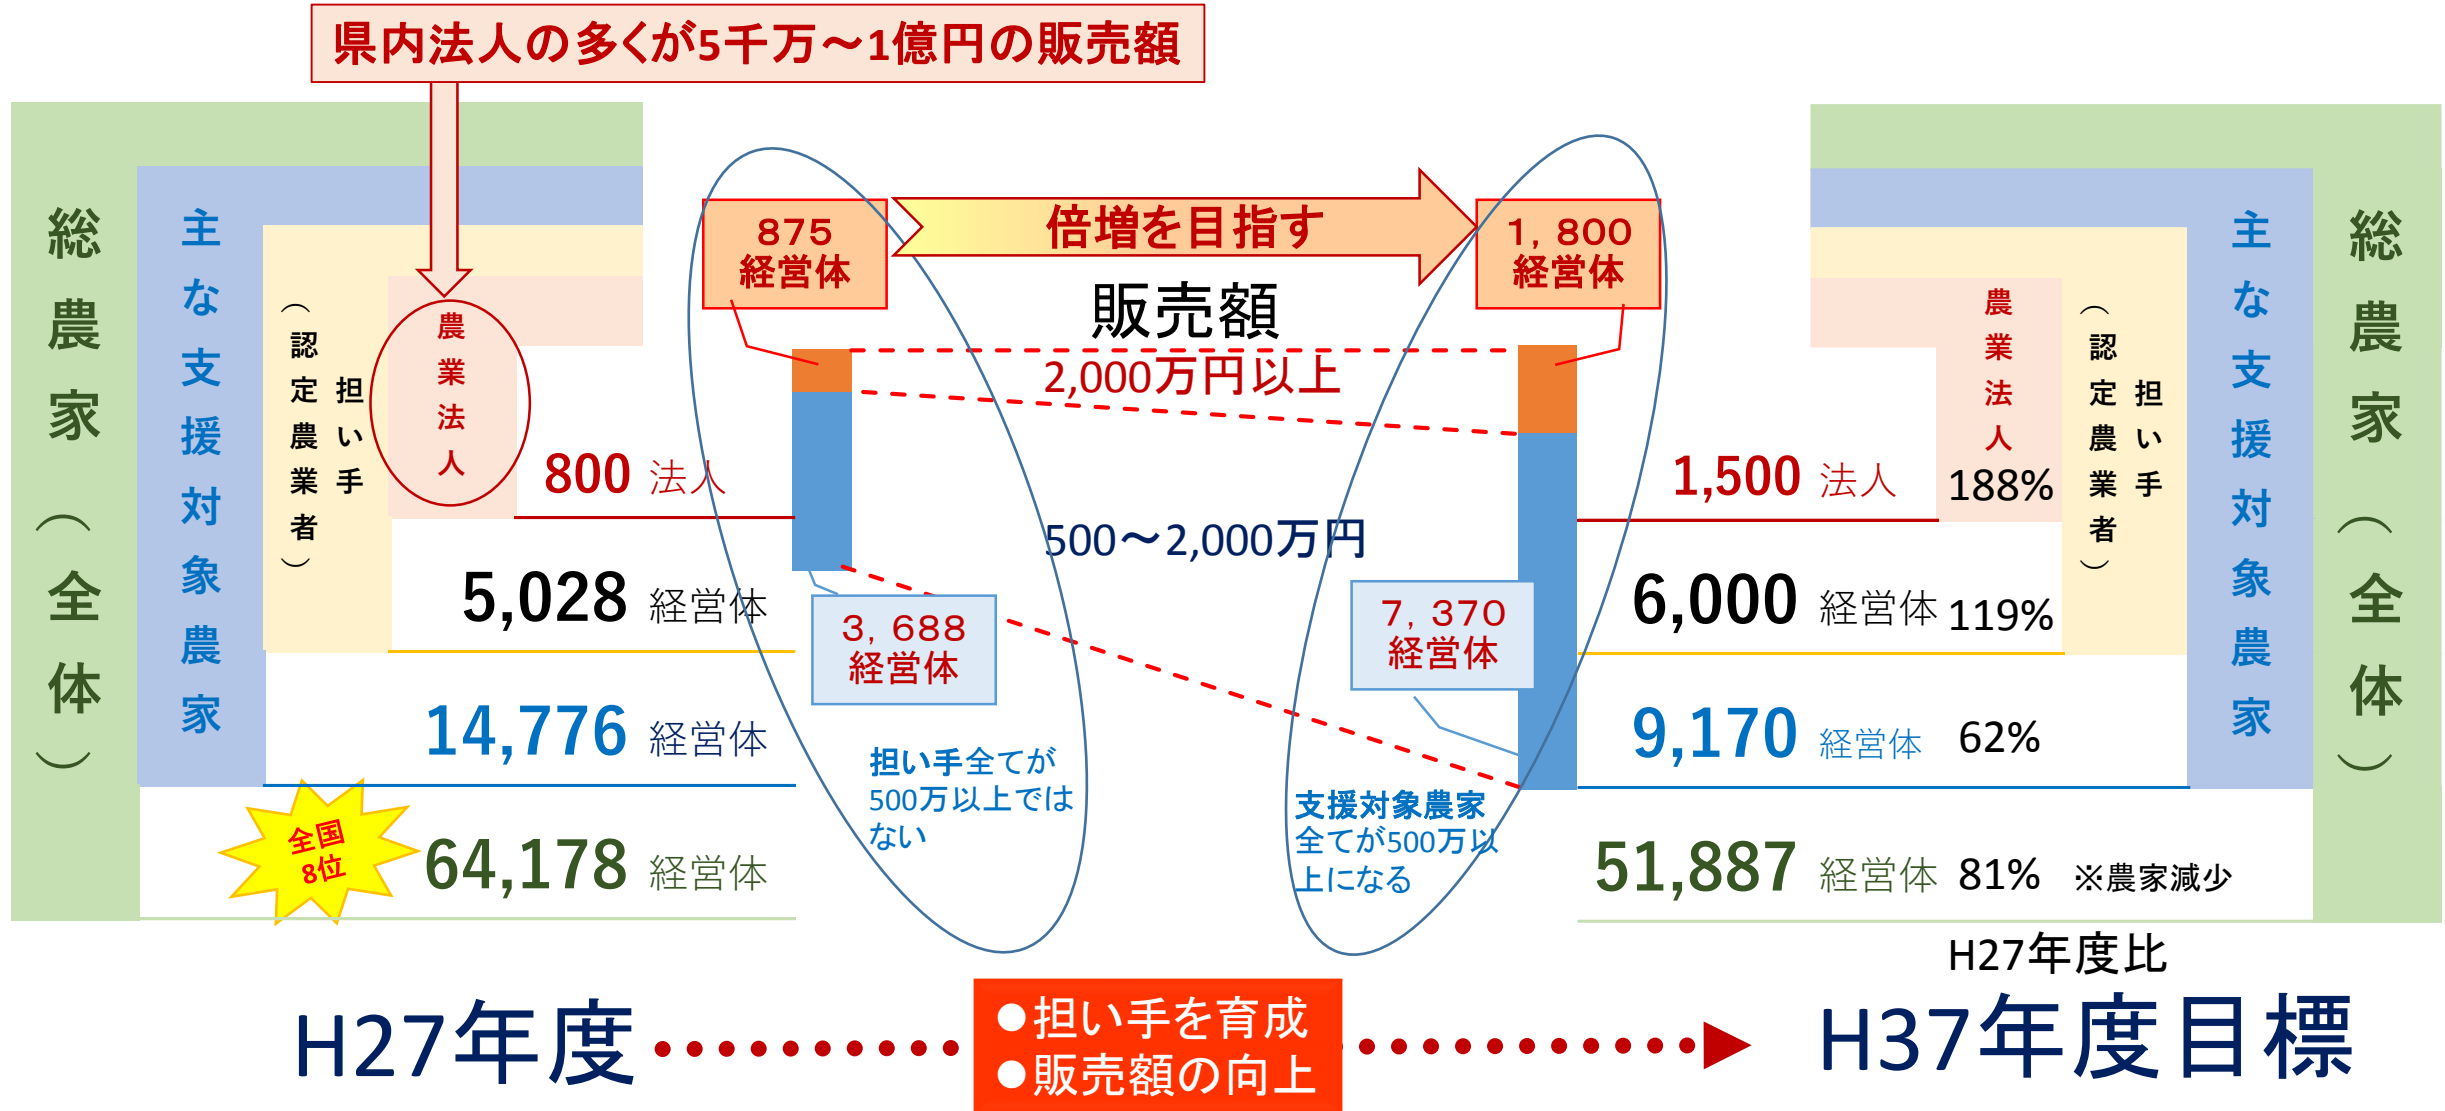 県内法人の多くが5千万～1億円の販売額
総農家（全体）
主な支援対象農家
担い手
（認定農業者）
農業法人
800 法人
5,028 経営体
14,776 経営体
全国
8位
64,178 経営体
875
経営体
倍増を目指す
1，800
経営体
販売額
2,000万円以上
500～2,000万円
3，688
経営体
7，370
経営体
担い手全てが
500万以上では
ない
支援対象農家
全てが500万以
上になる
農業法人
188%
担い手
（認定農業者）
主な支援対象農家
総農家（全体）
1,500 法人
6,000 経営体 119%
9,170 経営体 62%
51,887 経営体 81% ※農家減少
H27年度比
H27年度
●担い手を育成
●販売額の向上
H37年度目標